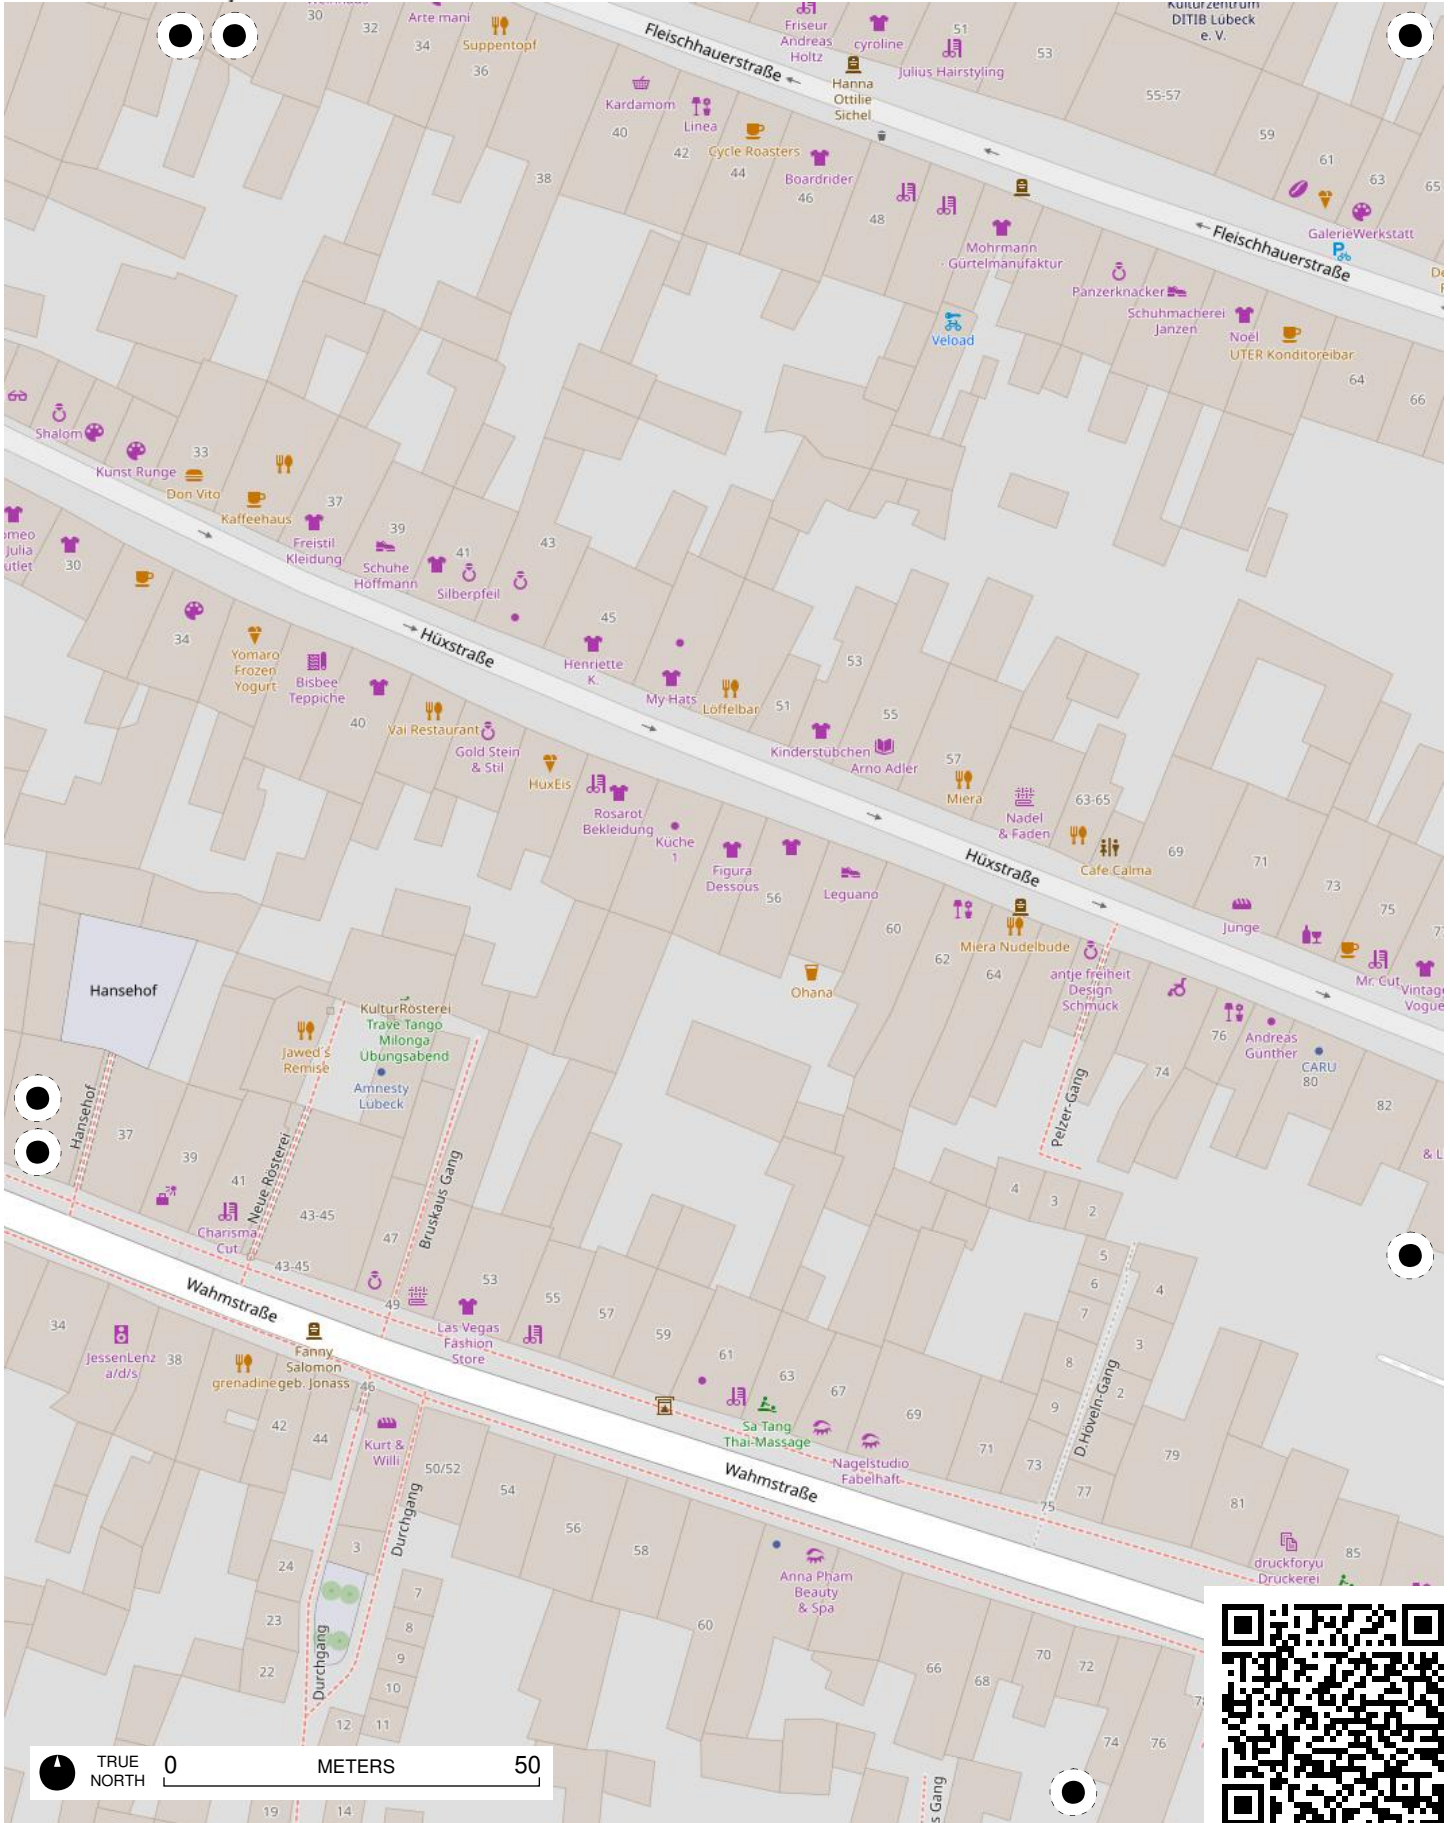 30
32
34
Arte mani
Suppentopf
36
Fleischhauerstraße
Friseur
Andreas
Holtz
cyroline
51
Julius Hairstyling
53
Kulturzentrum
DITIB Lübeck
e. V.
Hanna
Ottilie
Sichel
55-57
59
61
63
65
Kardamom
Linea
40
42
Cycle Roasters
44
Boardrider
46
48
38
Mohrmann
- Gürtelmanufaktur
GalerieWerkstatt
Fleischhauerstraße
Panzerknacker
Schuhmacherei
Janzen
Noël
UTER Konditoreibar
64
66
Veload
Shalom
Kunst Runge
33
Don Vito
Kaffeehaus
37
Freistil
Kleidung
39
Schuhe
Hoffmann
41
Silberpfeil
43
45
omeo
Julia
utlet
30
34
Yomaro
Frozen
Yogurt
Bisbee
Teppiche
40
Hüxstraße
Henriette
K.
My Hats
Löffelbar
51
53
55
Kinderstübchen
Arno Adler
57
Miera
Nadel
& Faden
63-65
Cafe Calma
69
71
73
75
Vai Restaurant
Gold Stein
& Stil
HüxEis
Rosarot
Bekleidung
Küche
1
Figura
Dessous
56
Leguano
60
Hüxstraße
62
Miera Nudelbude
64
antje freiheit
Design
Schmuck
Junge
Mr. Cut
Vintage
Vogue
Ohana
76
Andreas
Günther
CARU
80
82
74
Pelzer-Gang
& L
Hansehof
KulturRösterei
Trave Tango
Milonga
Übungsabend
Jawed's
Remise
Amnesty
Lübeck
Hansehof
37
39
41
Neue Rösterei
43-45
Charisma
Cut
43-45
47
Bruskaus Gang
49
53
55
57
59
61
63
67
69
71
73
75
77
79
81
85
4
3
2
5
6
7
8
9
4
3
2
D.Höveln-Gang
Wahmstraße
34
JessenLenz
a/d/s
38
grenadine
Fanny
Salomon
geb. Jonass
46
42
44
Las Vegas
Fashion
Store
Kurt &
Willi
50/52
54
56
58
60
Sa Tang
Thai-Massage
Nagelstudio
Fabelhaft
Wahmstraße
Anna Pham
Beauty
& Spa
druckforyu
Druckerei
Durchgang
Durchgang
3
24
23
22
7
8
9
10
11
12
14
19
66
68
70
72
74
76
s Gang
TRUE
NORTH
0
METERS
50